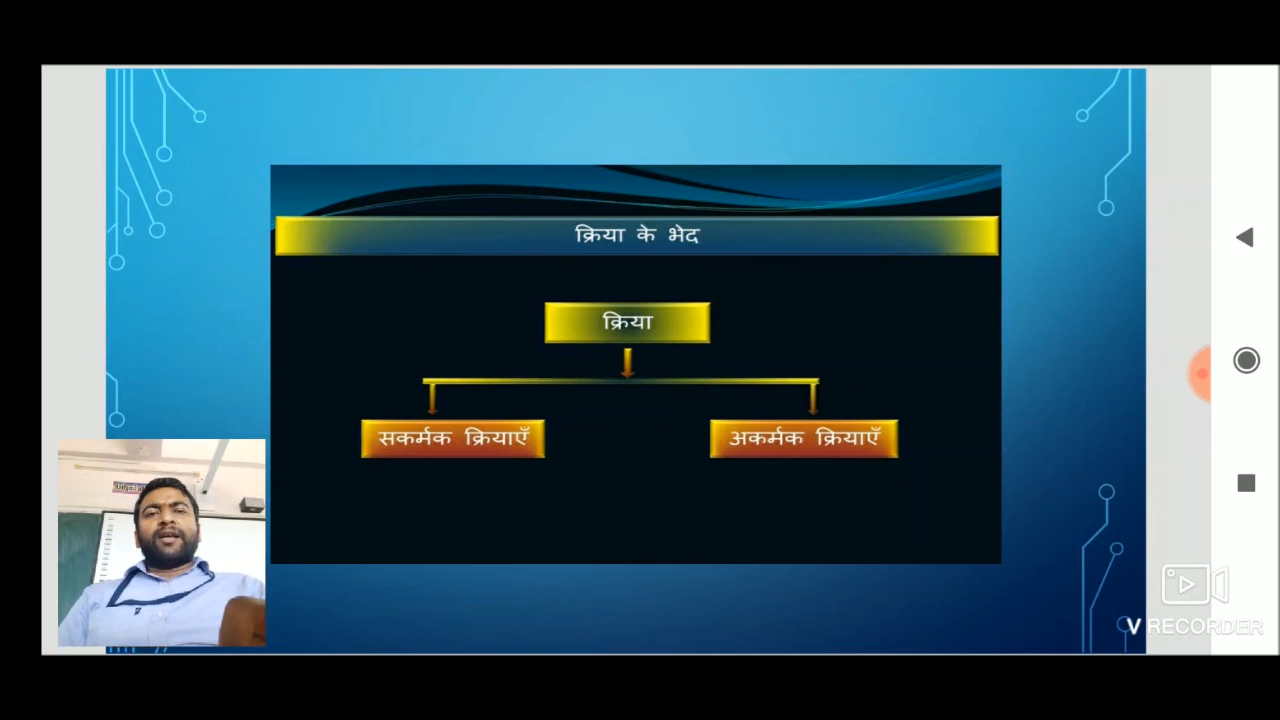 क्रिया के भेद
क्रिया
सकर्मक क्रियाएँ
अकर्मक क्रियाएँ
V RECORDER